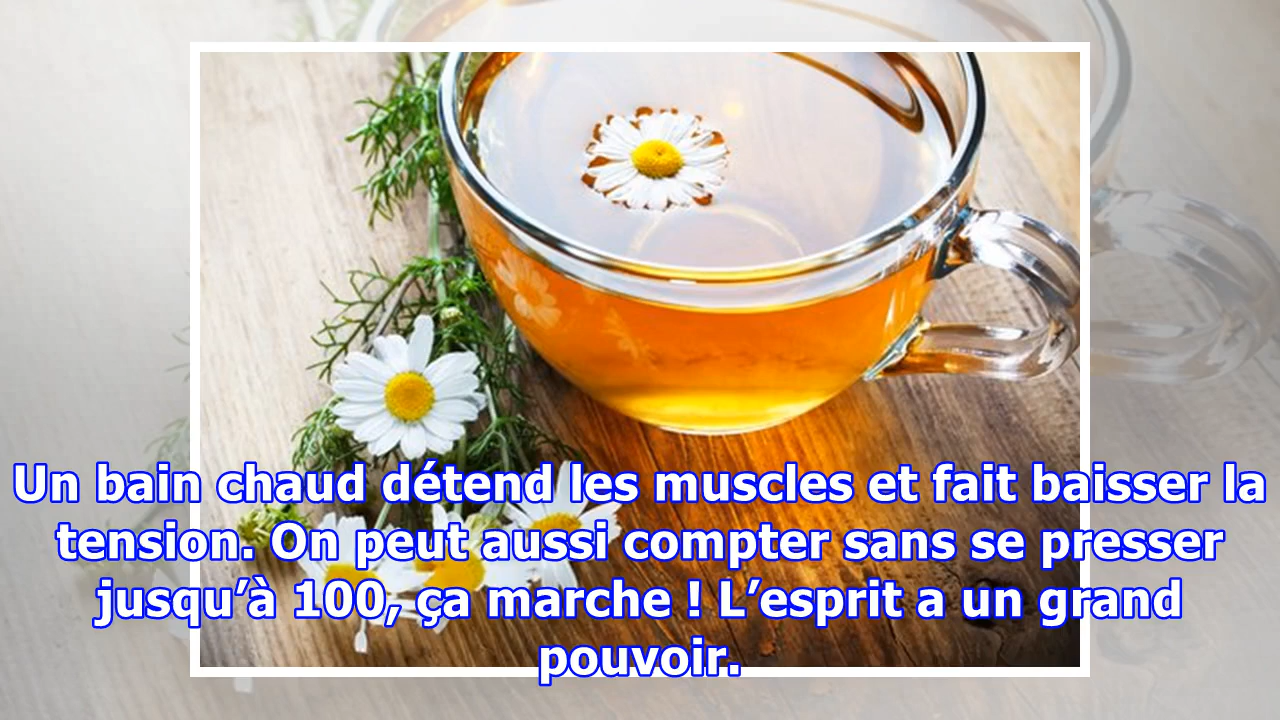 Un bain chaud détend les muscles et fait baisser la
tension. On peut aussi compter sans se presser
jusqu’à 100, ça marche ! L’esprit a un grand
pouvoir.